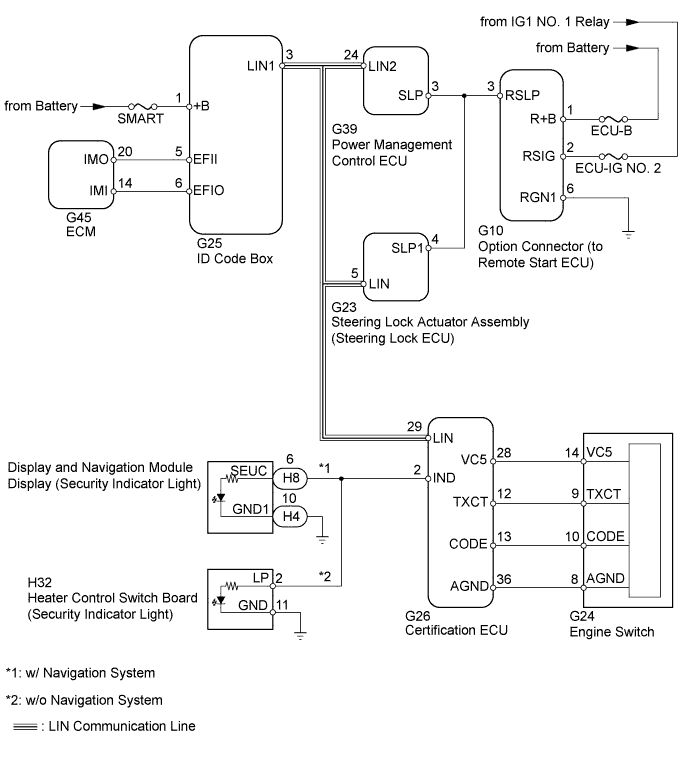 from IG1 NO. 1 Relay
from Battery
3
LIN1
24
LIN2
SLP
3
3
RSLP
R+B
1
ECU-B
RSIG
2
ECU-IG NO. 2
RGN1
6
from Battery
SMART
1
+B
G39
Power Management
Control ECU
IMO
20
5
EFII
IMI
14
6
EFIO
G45
ECM
G25
ID Code Box
G10
Option Connector (to
Remote Start ECU)
SLP1
4
5
LIN
G23
Steering Lock Actuator Assembly
(Steering Lock ECU)
29
LIN
2
IND
VC5
28
14
VC5
TXCT
12
9
TXCT
CODE
13
10
CODE
AGND
36
8
AGND
G26
Certification ECU
G24
Engine Switch
Display and Navigation Module
Display (Security Indicator Light)
SEUC
6
H8
*1
GND1
10
H4
H32
Heater Control Switch Board
(Security Indicator Light)
LP
2
*2
GND
11
*1: w/ Navigation System
*2: w/o Navigation System
: LIN Communication Line